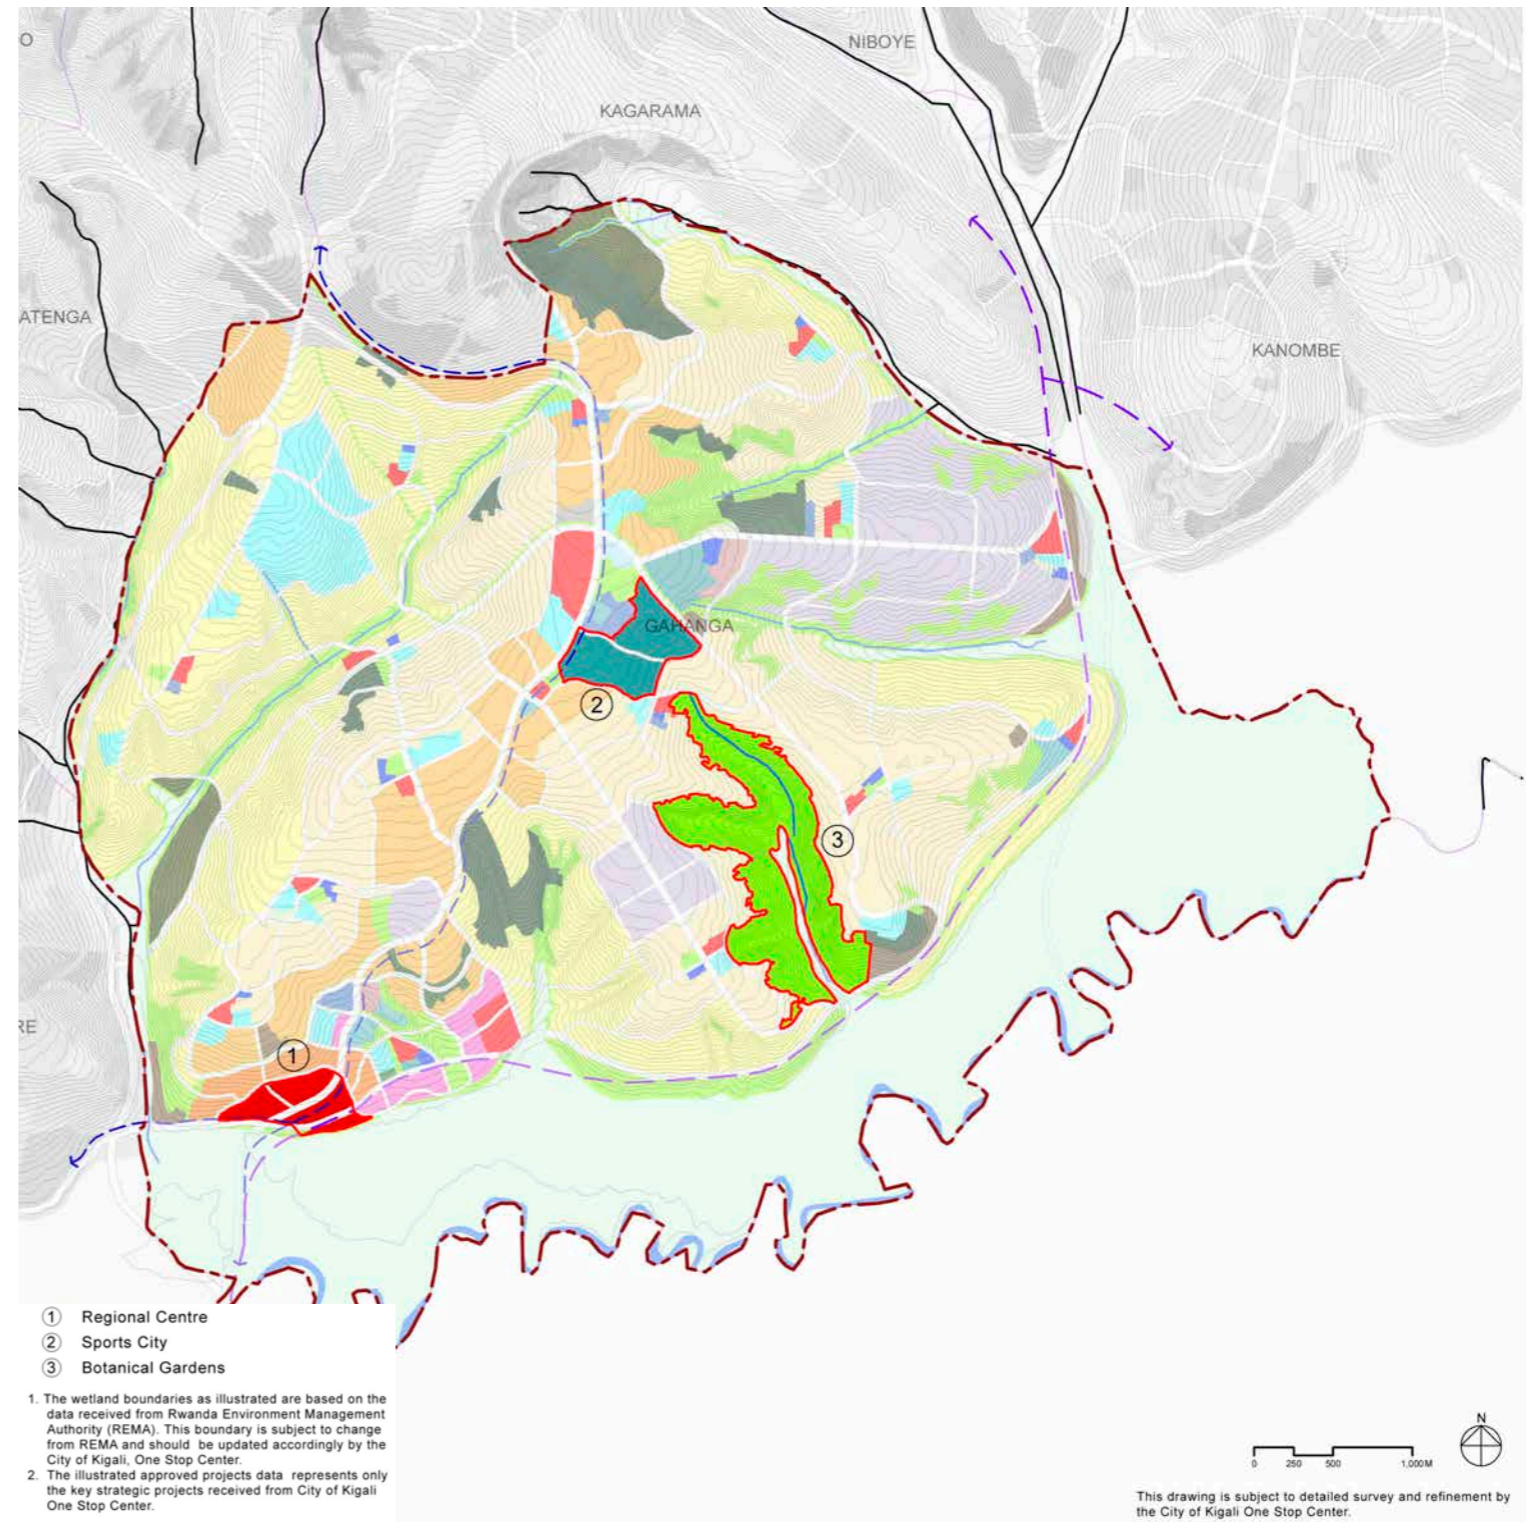 O
NIBOYE
KAGARAMA
ATENGA
KANOMBE
GAHANGA
2
3
RE
1
1 Regional Centre
2 Sports City
3 Botanical Gardens
1. The wetland boundaries as illustrated are based on the
data received from Rwanda Environment Management
Authority (REMA). This boundary is subject to change
from REMA and should be updated accordingly by the
City of Kigali, One Stop Center.
2. The illustrated approved projects data represents only
the key strategic projects received from City of Kigali
One Stop Center.
N
0 250 500 1,000M
This drawing is subject to detailed survey and refinement by
the City of Kigali One Stop Center.